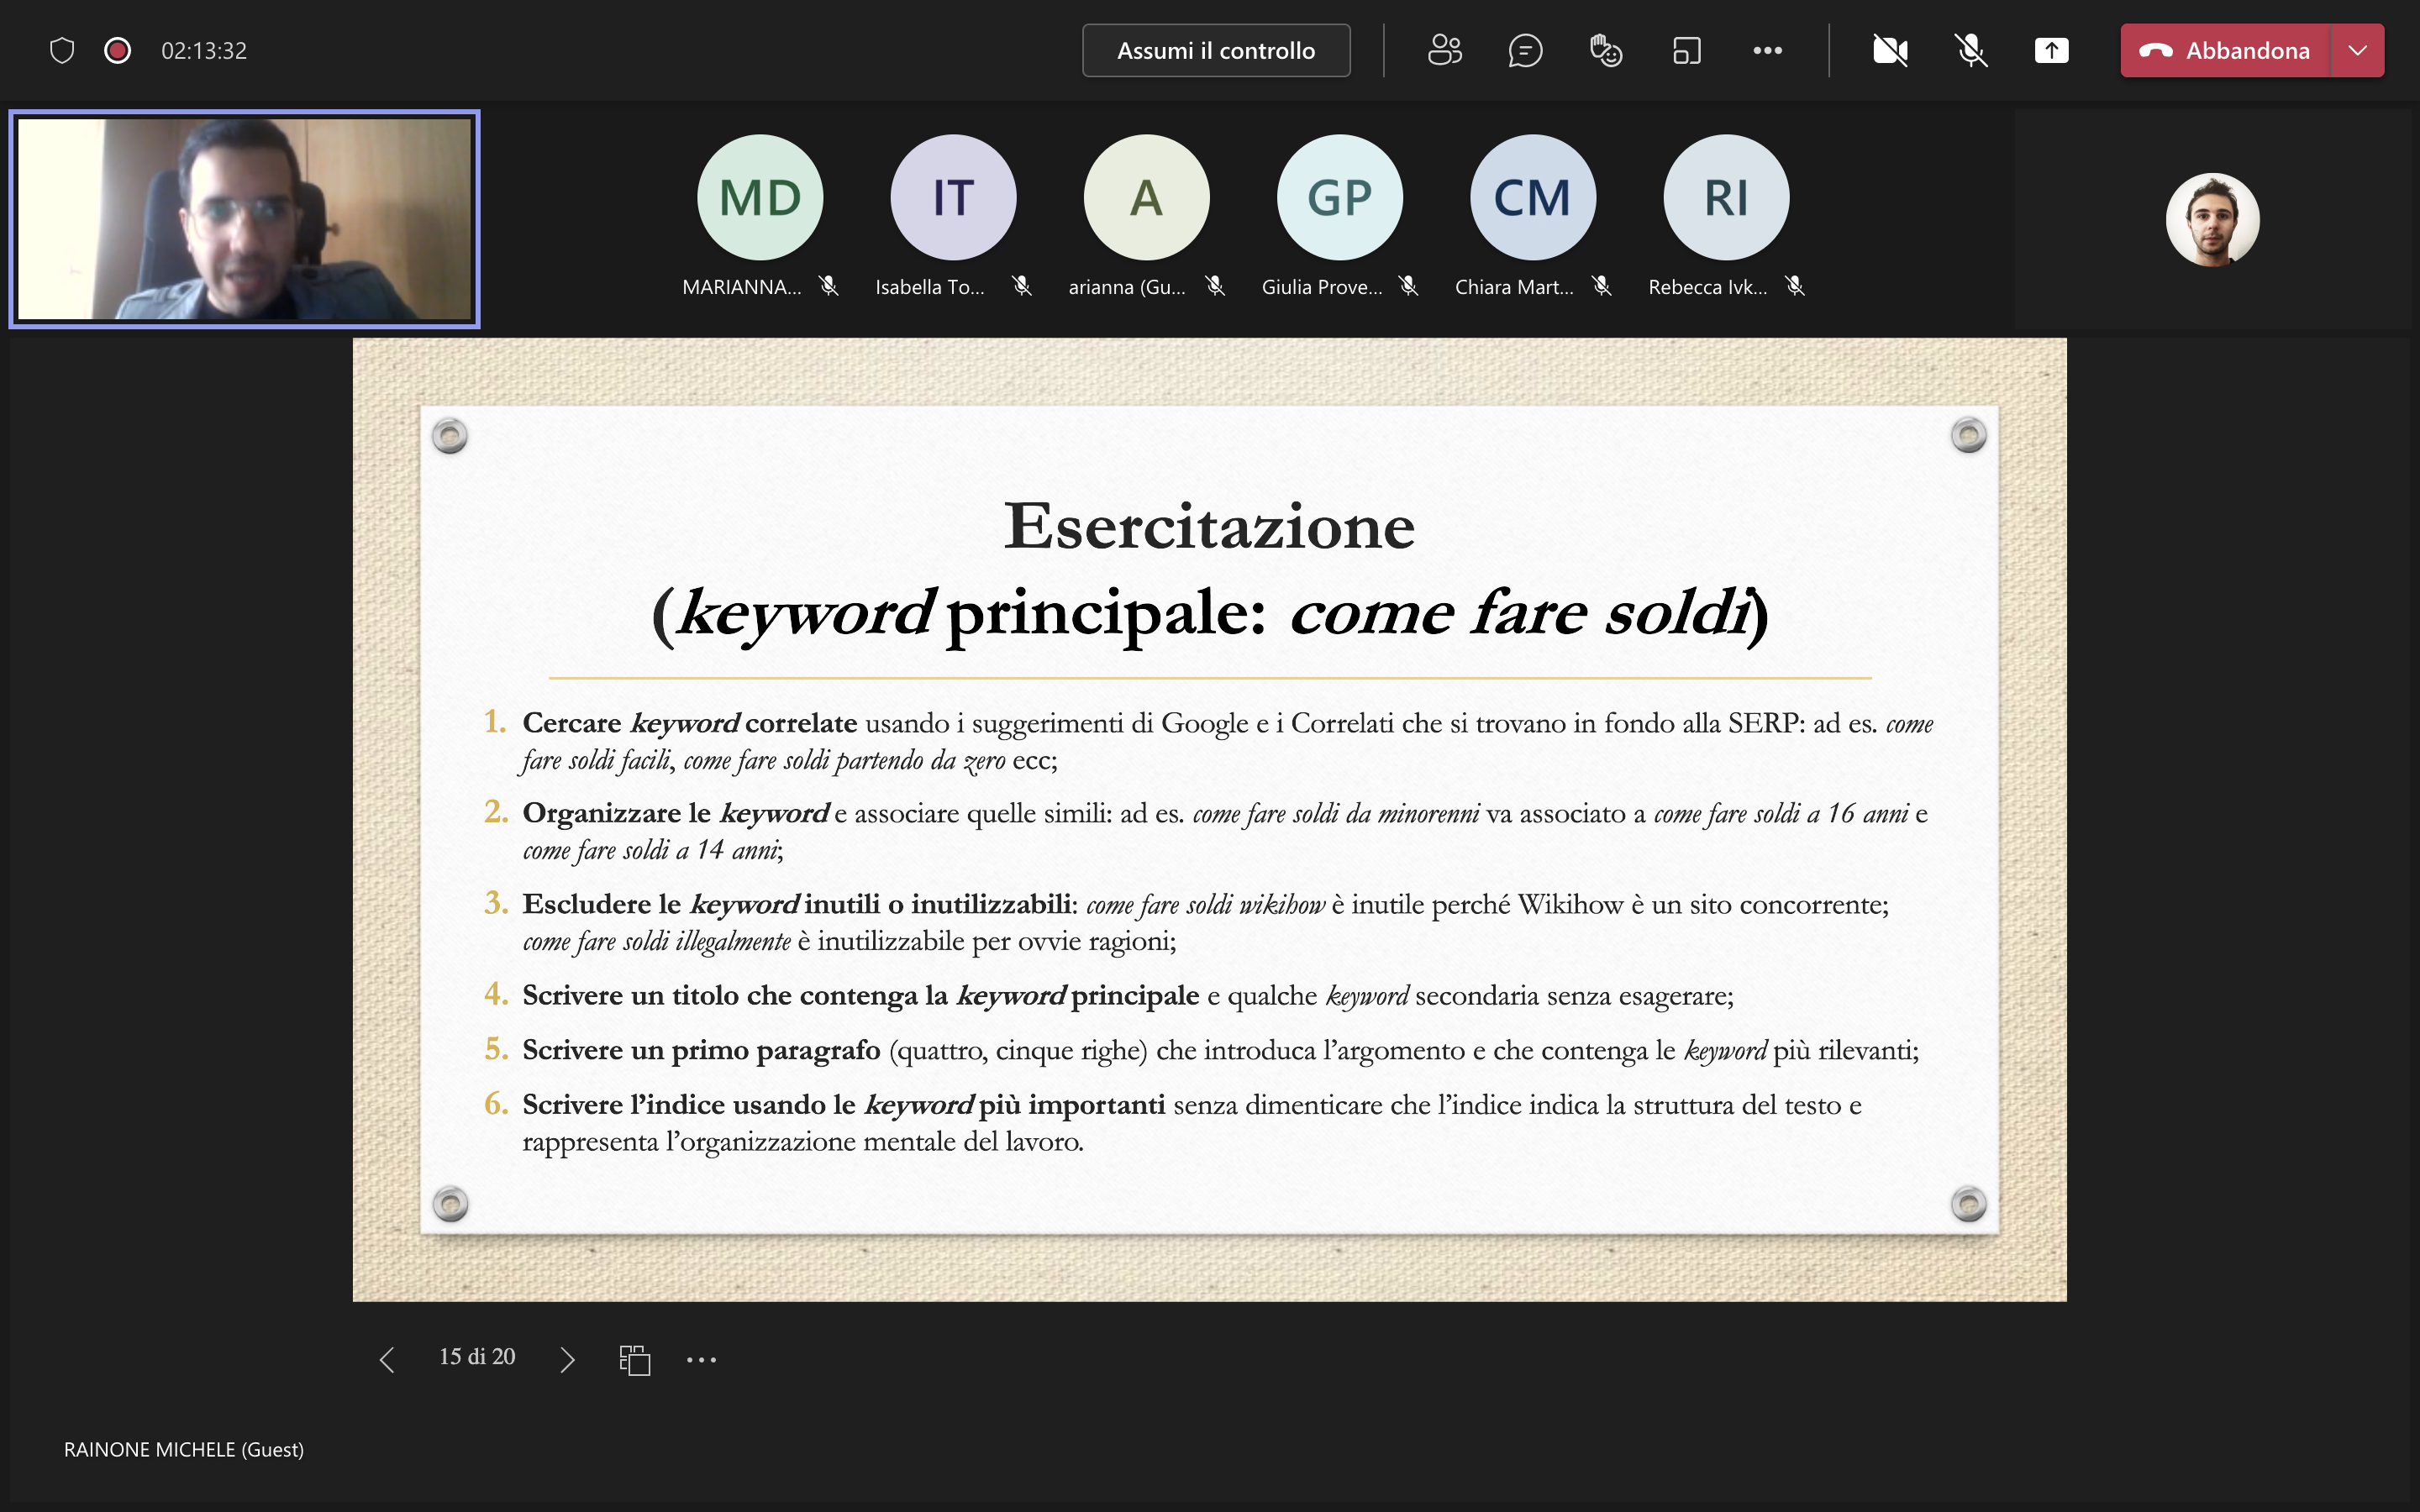 02:13:32
Assumi il controllo
Abbandona
MD
IT
A
GP
CM
RI
MARIANNA...
Isabella To...
arianna (Gu...
Giulia Prove...
Chiara Mart...
Rebecca Ivk...
Esercitazione
(keyword principale: come fare soldi)
1. Cercare keyword correlate usando i suggerimenti di Google e i Correlati che si trovano in fondo alla SERP: ad es. come
fare soldi facili, come fare soldi partendo da zero ecc;
2. Organizzare le keyword e associare quelle simili: ad es. come fare soldi da minorenni va associato a come fare soldi a 16 anni e
come fare soldi a 14 anni;
3. Escludere le keyword inutili o inutilizzabili: come fare soldi wikihow è inutile perché Wikihow è un sito concorrente;
come fare soldi illegalmente è inutilizzabile per ovvie ragioni;
4. Scrivere un titolo che contenga la keyword principale e qualche keyword secondaria senza esagerare;
5. Scrivere un primo paragrafo (quattro, cinque righe) che introduca l’argomento e che contenga le keyword più rilevanti;
6. Scrivere l’indice usando le keyword più importanti senza dimenticare che l’indice indica la struttura del testo e
rappresenta l’organizzazione mentale del lavoro.
15 di 20
RAINONE MICHELE (Guest)